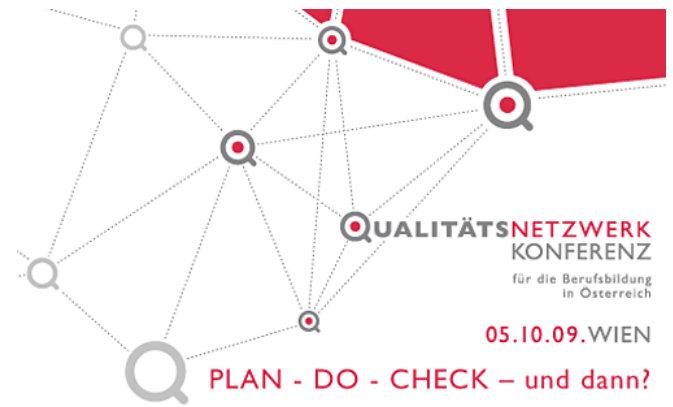 QUALITÄTSNETZWERK
KONFERENZ
für die Berufsbildung
in Österreich
05.10.09. WIEN
PLAN - DO - CHECK – und dann?